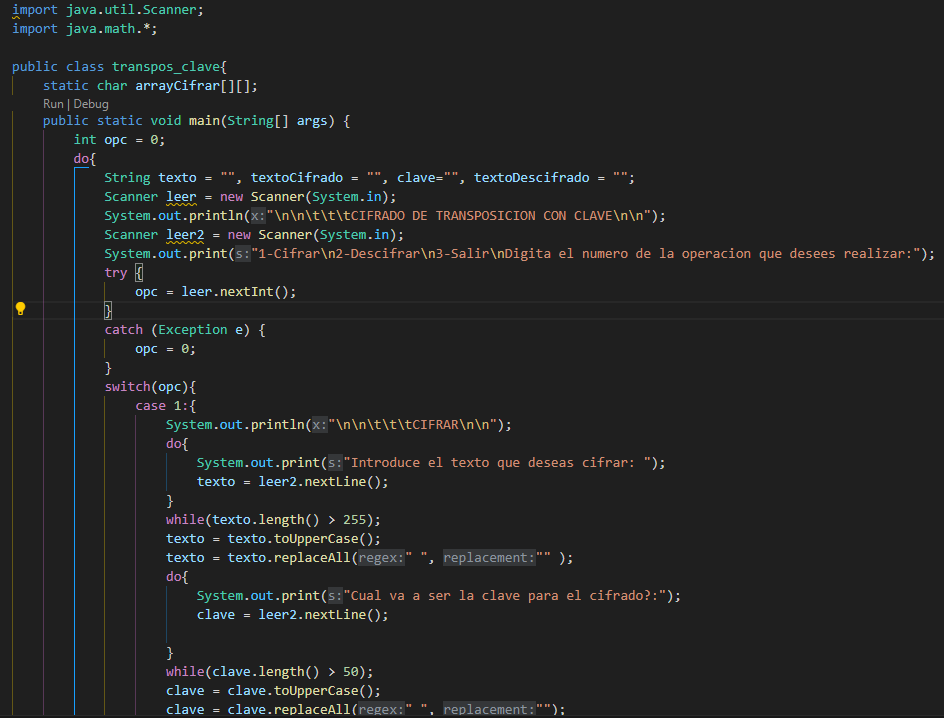 import java.util.Scanner;
import java.math.*;
public class transpos_clave{
static char arrayCifrar[][];
Run | Debug
public static void main(String[] args) {
int opc = 0;
do{
String texto = "", textoCifrado = "", clave="", textoDescifrado = "";
Scanner leer = new Scanner(System.in);
System.out.println(x:"\n\n\t\t\tCIFRADO DE TRANSPOSICION CON CLAVE\n\n");
Scanner leer2 = new Scanner(System.in);
System.out.print(s:"1-Cifrar\n2-Descifrar\n3-Salir\nDigita el numero de la operacion que desees realizar:");
try {
opc = leer.nextInt();
}
catch (Exception e) {
opc = 0;
}
switch(opc){
case 1:{
System.out.println(x:"\n\n\t\t\tCIFRAR\n\n");
do{
System.out.print(s:"Introduce el texto que deseas cifrar: ");
texto = leer2.nextLine();
}
while(texto.length() > 255);
texto = texto.toUpperCase();
texto = texto.replaceAll(regex:" ", replacement:"" );
do{
System.out.print(s:"Cual va a ser la clave para el cifrado?:");
clave = leer2.nextLine();
}
while(clave.length() > 50);
clave = clave.toUpperCase();
clave = clave.replaceAll(regex:" ", replacement:"");